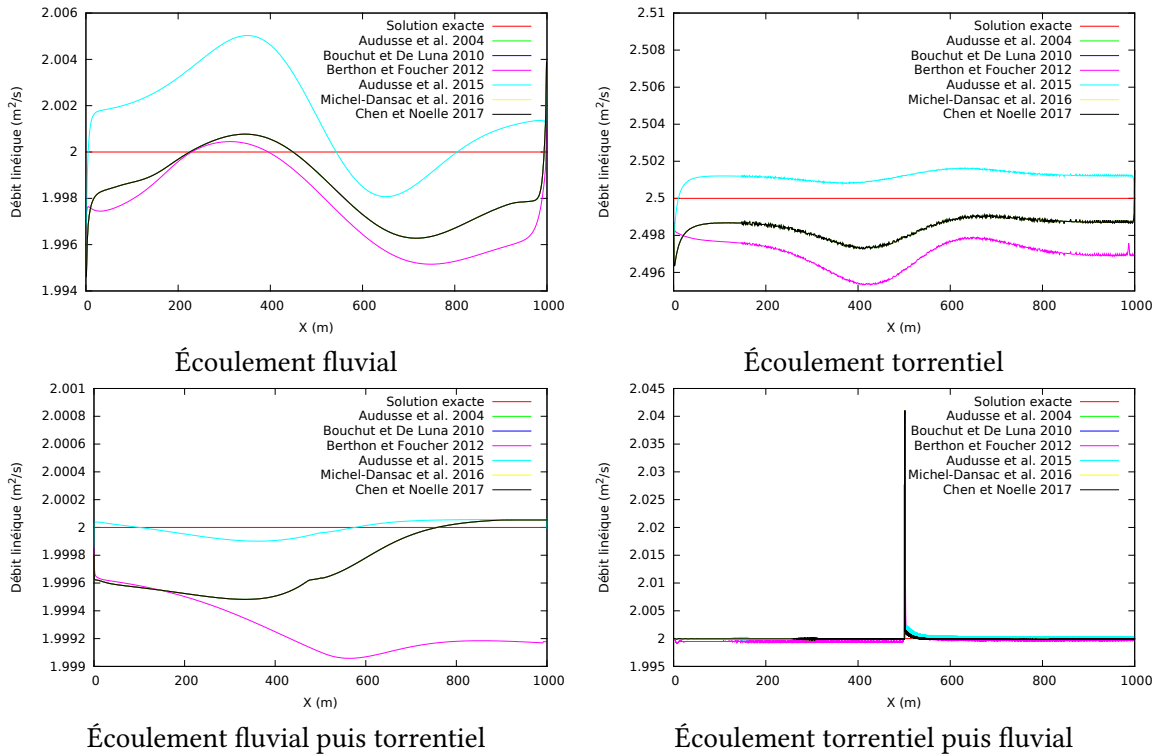 2.006
2.004
2.002
2
1.998
1.996
1.994
0
200
400
600
800
1000
Débit linéique (m²/s)
X (m)
Solution exacte
Audusse et al. 2004
Bouchut et De Luna 2010
Berthon et Foucher 2012
Audusse et al. 2015
Michel-Dansac et al. 2016
Chen et Noelle 2017
Écoulement fluvial
2.51
2.508
2.506
2.504
2.502
2.5
2.498
2.496
0
200
400
600
800
1000
Débit linéique (m²/s)
X (m)
Solution exacte
Audusse et al. 2004
Bouchut et De Luna 2010
Berthon et Foucher 2012
Audusse et al. 2015
Michel-Dansac et al. 2016
Chen et Noelle 2017
Écoulement torrentiel
2.001
2.0008
2.0006
2.0004
2.0002
2
1.9998
1.9996
1.9994
1.9992
1.999
0
200
400
600
800
1000
Débit linéique (m²/s)
X (m)
Solution exacte
Audusse et al. 2004
Bouchut et De Luna 2010
Berthon et Foucher 2012
Audusse et al. 2015
Michel-Dansac et al. 2016
Chen et Noelle 2017
Écoulement fluvial puis torrentiel
2.045
2.04
2.035
2.03
2.025
2.02
2.015
2.01
2.005
2
1.995
0
200
400
600
800
1000
Débit linéique (m²/s)
X (m)
Solution exacte
Audusse et al. 2004
Bouchut et De Luna 2010
Berthon et Foucher 2012
Audusse et al. 2015
Michel-Dansac et al. 2016
Chen et Noelle 2017
Écoulement torrentiel puis fluvial